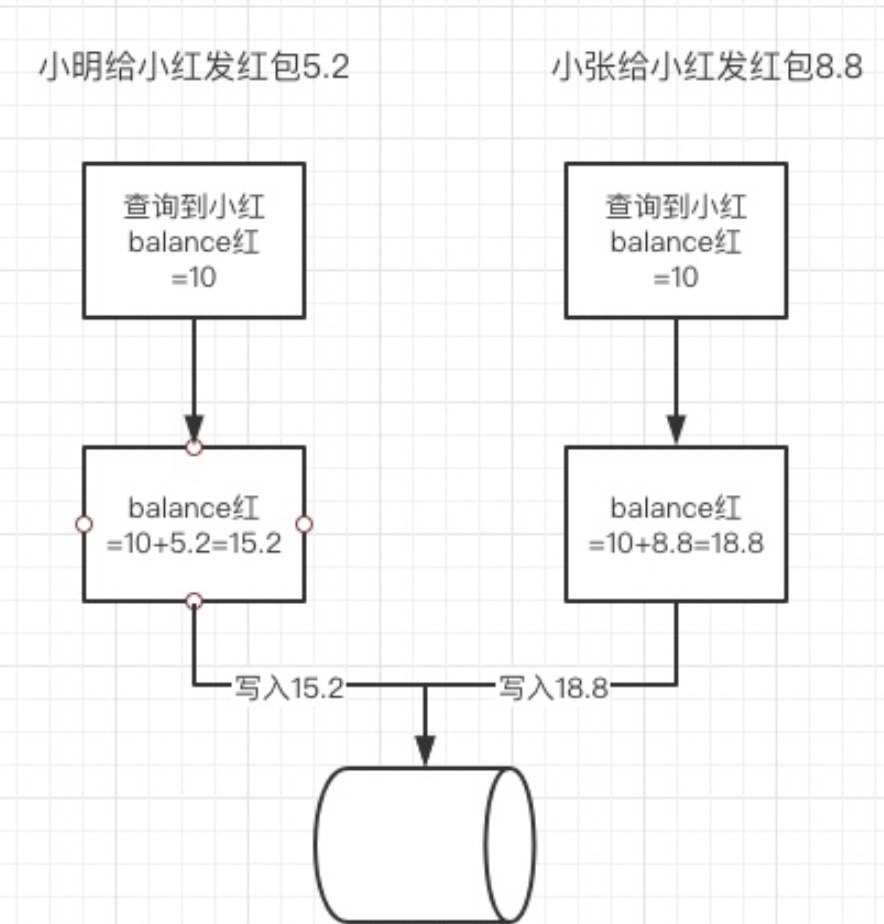 小明给小红发红包5.2
小张给小红发红包8.8
查询到小红
balance红
=10
查询到小红
balance红
=10
balance红
=10+5.2=15.2
balance红
=10+8.8=18.8
写入15.2
写入18.8